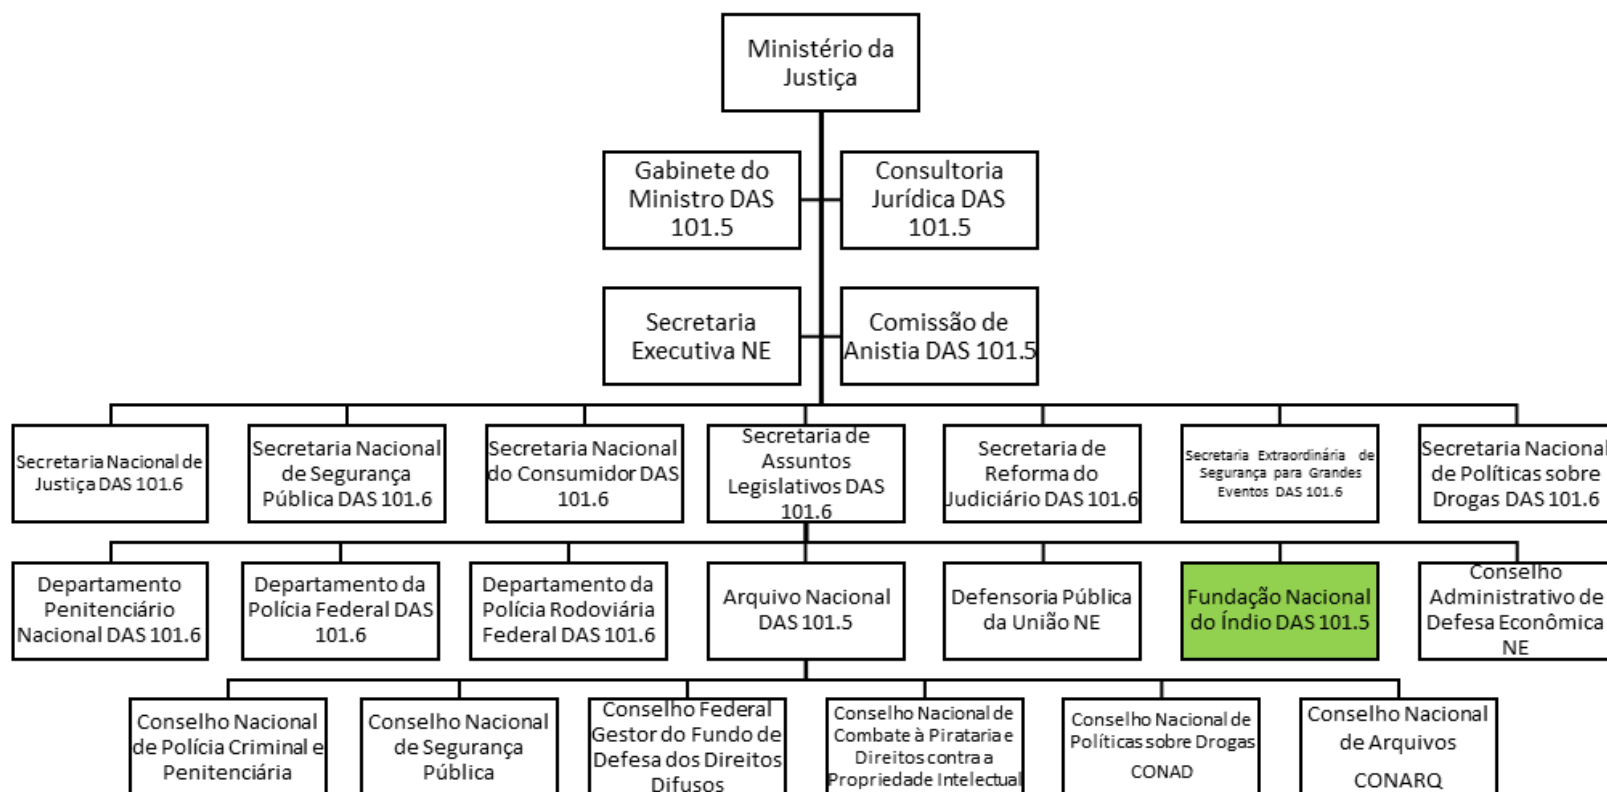 Ministério da
Justiça
Gabinete do
Ministro DAS
101.5
Consultoria
Jurídica DAS
101.5
Secretaria
Executiva NE
Comissão de
Anistia DAS 101.5
Secretaria Nacional de
Justiça DAS 101.6
Secretaria Nacional
de Segurança
Pública DAS 101.6
Secretaria Nacional
do Consumidor DAS
101.6
Secretaria de
Assuntos
Legislativos DAS
101.6
Secretaria de
Reforma do
Judiciário DAS 101.6
Secretaria Extraordinária de
Segurança para Grandes
Eventos DAS 101.6
Secretaria Nacional
de Políticas sobre
Drogas DAS 101.6
Departamento
Penitenciário
Nacional DAS 101.6
Departamento da
Polícia Federal DAS
101.6
Departamento da
Polícia Rodoviária
Federal DAS 101.6
Arquivo Nacional
DAS 101.5
Defensoria Pública
da União NE
Fundação Nacional
do Índio DAS 101.5
Conselho
Administrativo de
Defesa Econômica
NE
Conselho Nacional
de Polícia Criminal e
Penitenciária
Conselho Nacional
de Segurança
Pública
Conselho Federal
Gestor do Fundo de
Defesa dos Direitos
Difusos
Conselho Nacional de
Combate à Pirataria e
Direitos contra a
Propriedade Intelectual
Conselho Nacional de
Políticas sobre Drogas
CONAD
Conselho Nacional
de Arquivos
CONARQ